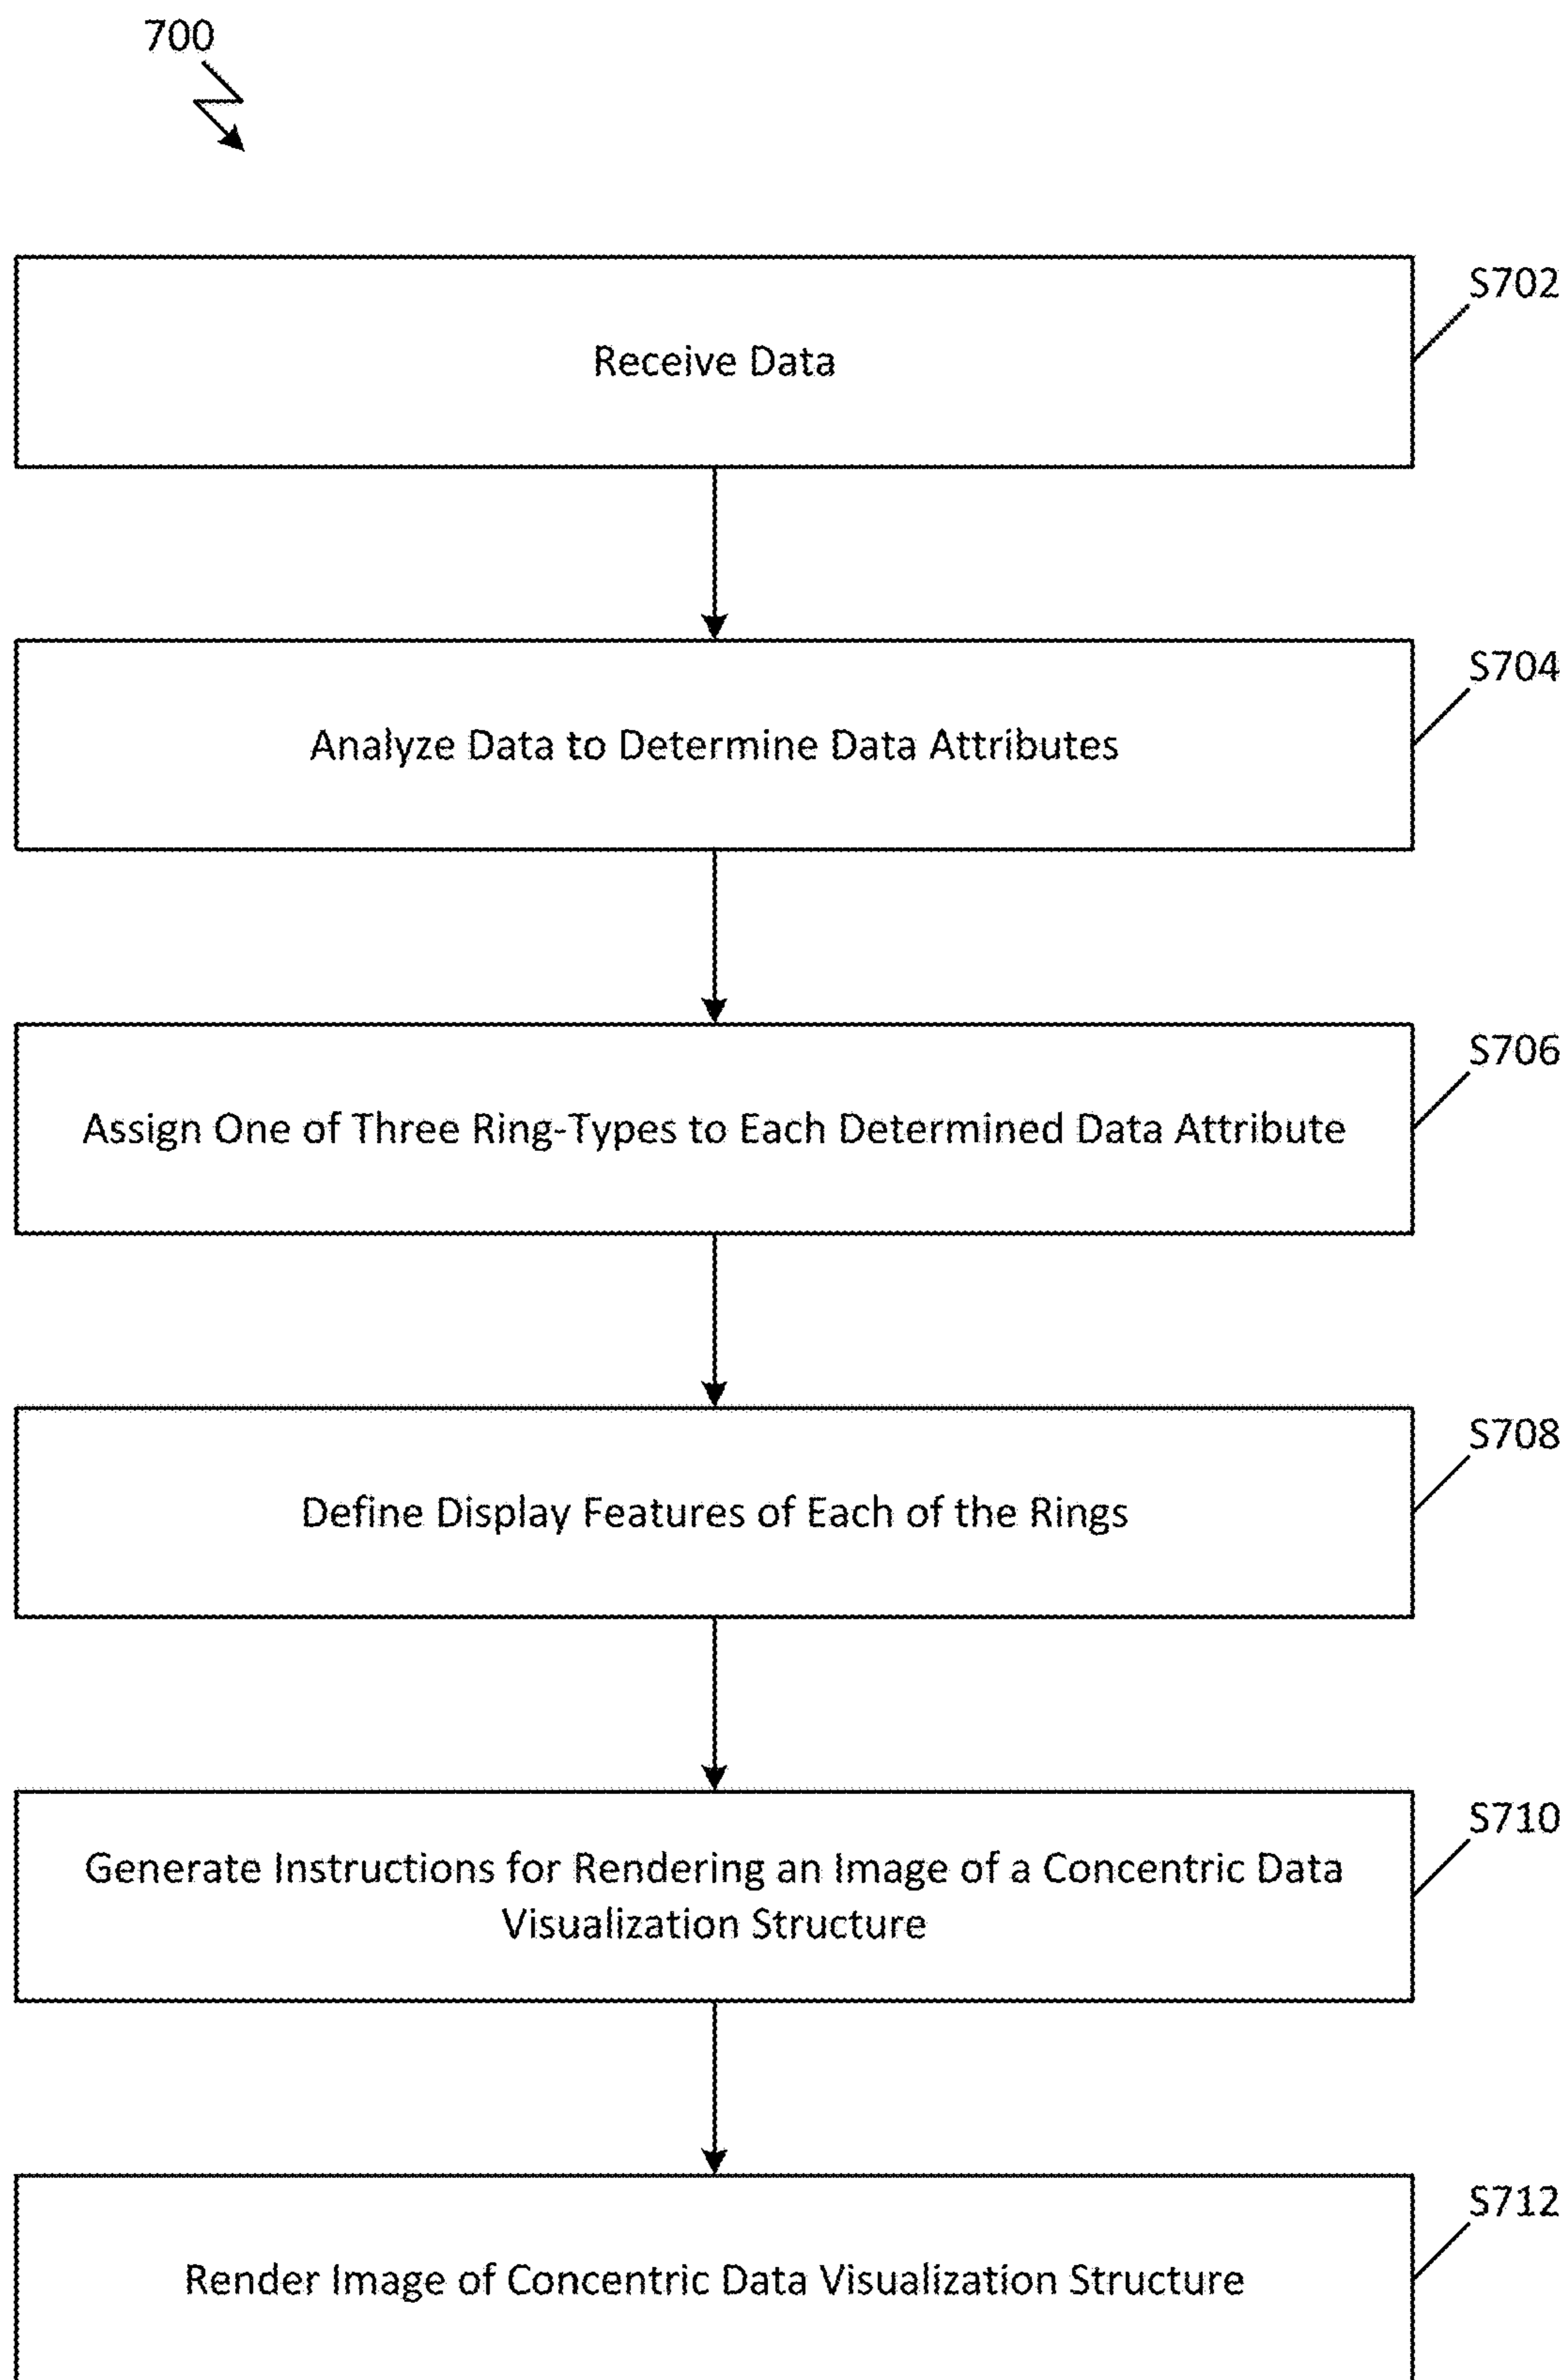 700
S702
Receive Data
S704
Analyze Data to Determine Data Attributes
S706
Assign One of Three Ring-Types to Each Determined Data Attribute
S708
Define Display Features of Each of the Rings
S710
Generate Instructions for Rendering an Image of a Concentric Data
Visualization Structure
S712
Render Image of Concentric Data Visualization Structure